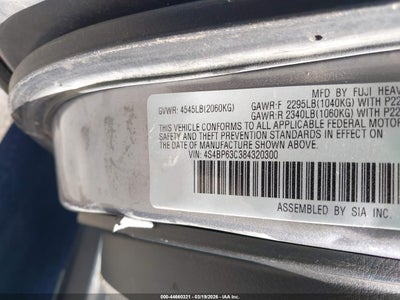 MFD BY FUJI HEAV
GVWR: 4545LB(2060KG) GAWR:F 2295LB(1040KG) WITH P22
GAWR:R 2340LB(1060KG) WITH P22
THIS VEHICLE CONFORMS TO ALL APPLICABLE FEDERAL MOTOR
SAFETY AND THEFT PREVENTION STANDARDS IN EFFECT ON THE
DATE OF MANUFACTURE SHOWN ABOVE.
VIN: 4S4BP63C384320300
ASSEMBLED BY SIA INC.
000-44660321 - 03/19/2026 - IAA Inc.